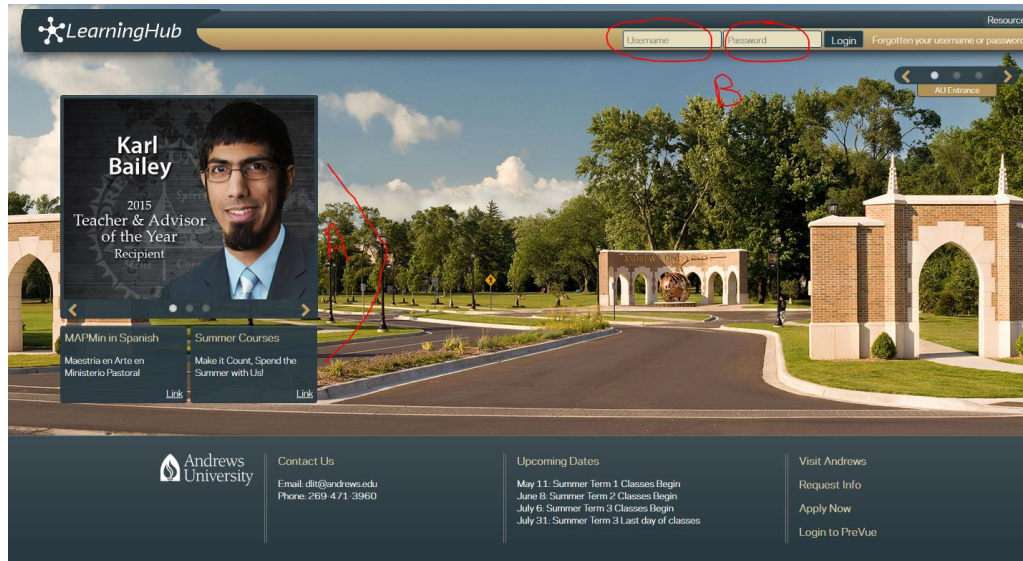 LearningHub
Resource
Username
Password
Login
Forgotten your username or password
B
AU Entrance
Karl
Bailey
2015
Teacher & Advisor
of the Year
Recipient
A
ANDREWS UNIVERSITY
MAPMin in Spanish
Maestria en Arte en
Ministerio Pastoral
Link
Summer Courses
Make it Count, Spend the
Summer with Us!
Link
Andrews
University
Contact Us
Email: dlit@andrews.edu
Phone: 269-471-3960
Upcoming Dates
May 11: Summer Term 1 Classes Begin
June 8: Summer Term 2 Classes Begin
July 6: Summer Term 3 Classes Begin
July 31: Summer Term 3 Last day of classes
Visit Andrews
Request Info
Apply Now
Login to PreVue